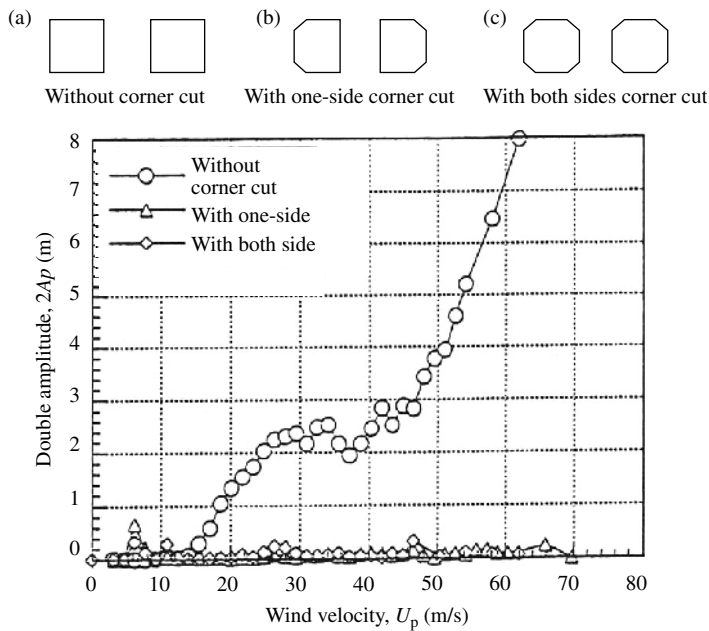 (a)
(b)
(c)
Without corner cut
With one-side corner cut
With both sides corner cut
8
7
6
5
4
3
2
1
0
Without
corner cut
With one-side
With both side
Double amplitude, 2Ap (m)
0 10 20 30 40 50 60 70 80
Wind velocity, Up (m/s)